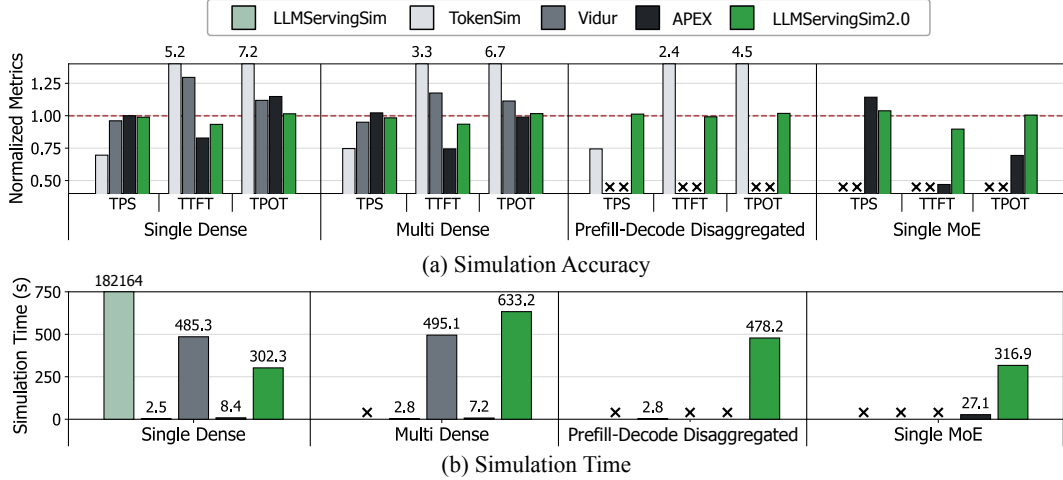 LLMServingSim TokenSim Vidur APEX LLMServingSim2.0
5.2 7.2 3.3 6.7 2.4 4.5
Normalized Metrics
1.25
1.00
0.75
0.50
× × × × × × × × × × × ×
TPS TTFT TPOT TPS TTFT TPOT TPS TTFT TPOT TPS TTFT TPOT
Single Dense Multi Dense Prefill-Decode Disaggregated Single MoE
(a) Simulation Accuracy
Simulation Time (s)
750
500
250
0
182164 2.5 485.3 8.4 302.3
× 2.8 495.1 7.2 633.2
× 2.8 × × 478.2
× × × 27.1 316.9
Single Dense Multi Dense Prefill-Decode Disaggregated Single MoE
(b) Simulation Time